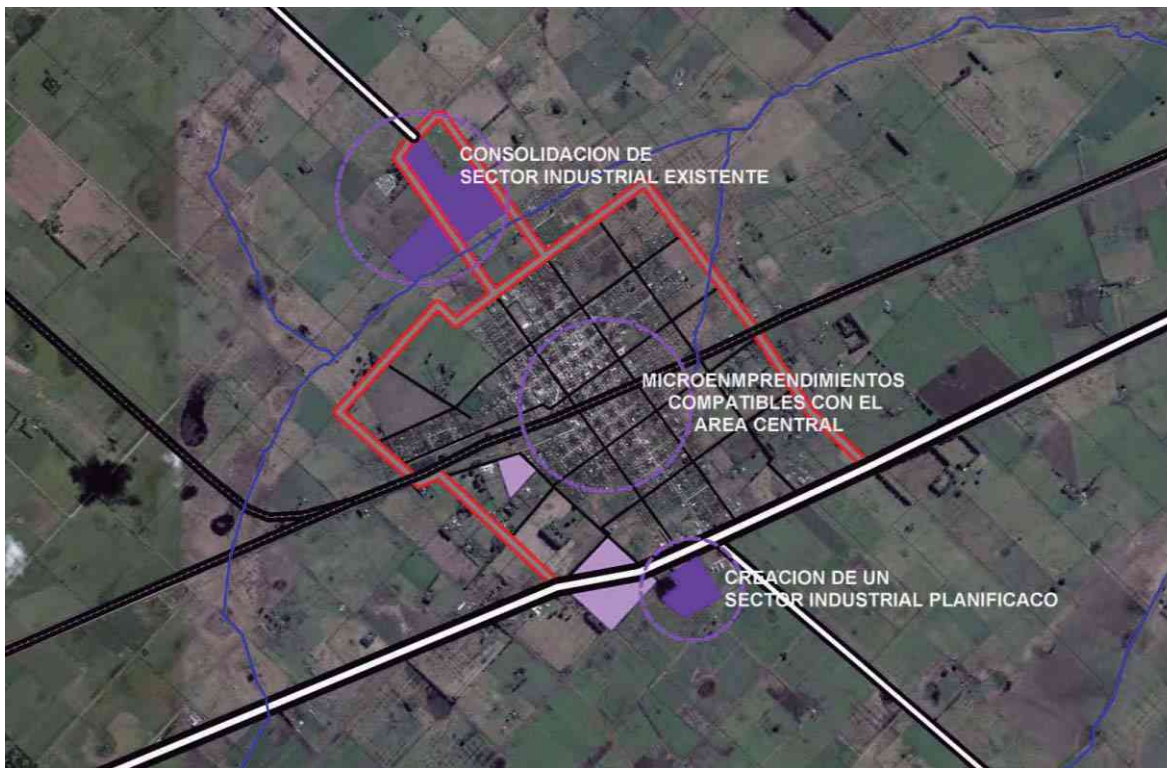 CONSOLIDACION DE
SECTOR INDUSTRIAL EXISTENTE
MICROENMPRENDIMIENTOS
COMPATIBLES CON EL
AREA CENTRAL
CREACION DE UN
SECTOR INDUSTRIAL PLANIFICACO